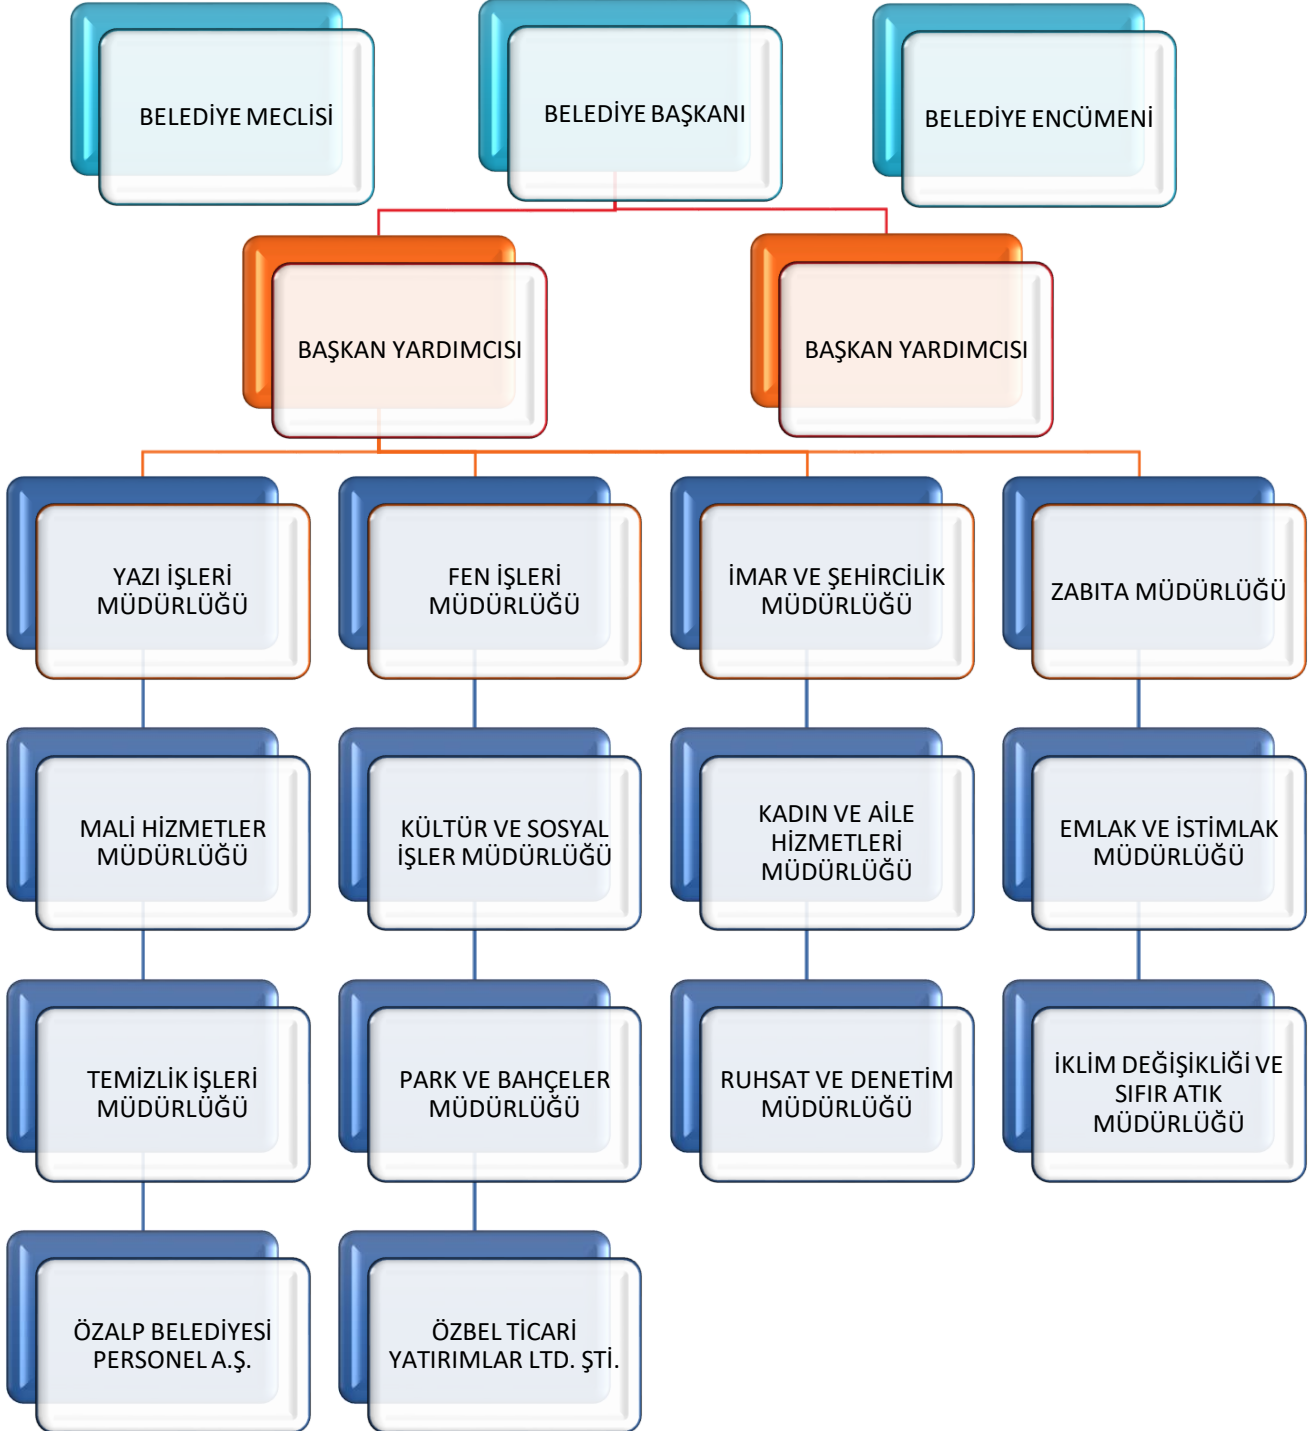 BELEDİYE MECLİSİ
BELEDİYE BAŞKANI
BELEDİYE ENCÜMENİ
BAŞKAN YARDIMCISI
BAŞKAN YARDIMCISI
YAZI İŞLERİ
MÜDÜRLÜĞÜ
FEN İŞLERİ
MÜDÜRLÜĞÜ
İMAR VE ŞEHİRCİLİK
MÜDÜRLÜĞÜ
ZABITA MÜDÜRLÜĞÜ
MALİ HİZMETLER
MÜDÜRLÜĞÜ
KÜLTÜR VE SOSYAL
İŞLER MÜDÜRLÜĞÜ
KADIN VE AİLE
HİZMETLERİ
MÜDÜRLÜĞÜ
EMLAK VE İSTİMLAK
MÜDÜRLÜĞÜ
TEMİZLİK İŞLERİ
MÜDÜRLÜĞÜ
PARK VE BAHÇELER
MÜDÜRLÜĞÜ
RUHSAT VE DENETİM
MÜDÜRLÜĞÜ
İKLİM DEĞİŞİKLİĞİ VE
SIFIR ATIK
MÜDÜRLÜĞÜ
ÖZALP BELEDİYESİ
PERSONEL A.Ş.
ÖZBEL TİCARİ
YATIRIMLAR LTD. ŞTİ.